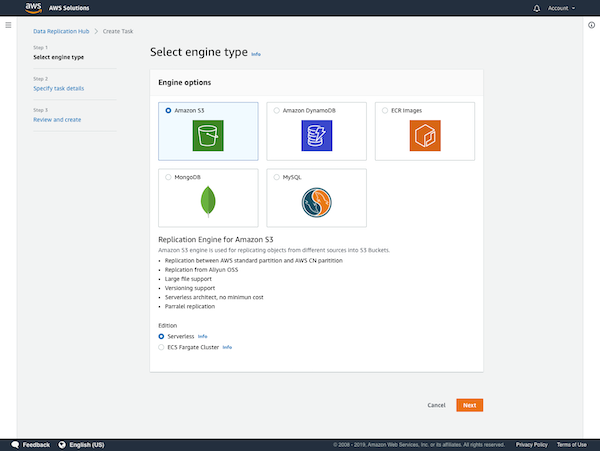 aws AWS Solutions Account
Data Replication Hub > Create Task
Step 1
Select engine type
Step 2
Specify task details
Step 3
Review and create
Select engine type Info
Engine options
Amazon S3
Amazon DynamoDB
ECR Images
MongoDB
MySQL
Replication Engine for Amazon S3
Amazon S3 engine is used for replicating objects from different sources into S3 Buckets.
• Replication between AWS standard partition and AWS CN partition
• Replcation from Aliyun OSS
• Large file support
• Versioning support
• Serverless architect, no minimun cost
• Parralel replication
Edition
Serverless Info
ECS Fargate Cluster Info
Cancel Next
Feedback English (US) © 2008 - 2019, Amazon Web Services, Inc. or its affiliates. All rights reserved. Privacy Policy Terms of Use